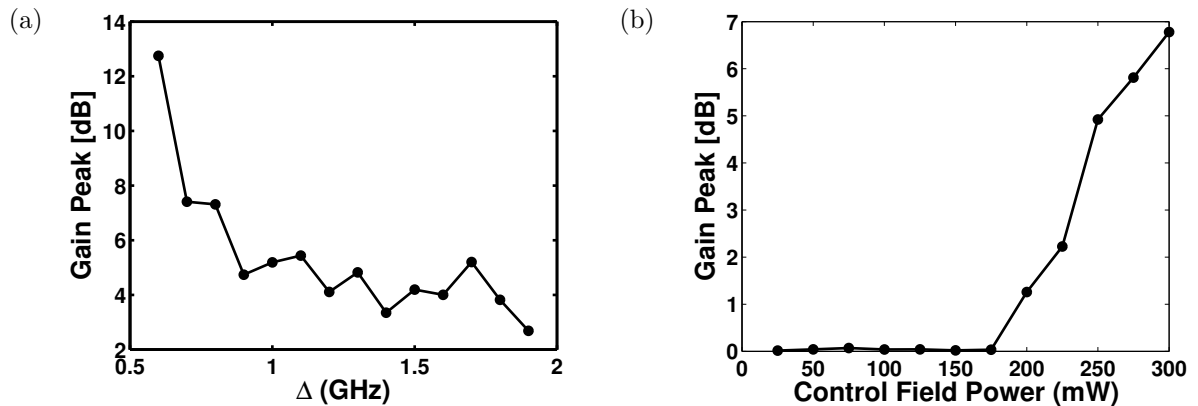 (a)
14
12
10
8
6
4
2
Gain Peak [dB]
0.5 1 1.5 2
Δ (GHz)
(b)
7
6
5
4
3
2
1
0
Gain Peak [dB]
0 50 100 150 200 250 300
Control Field Power (mW)